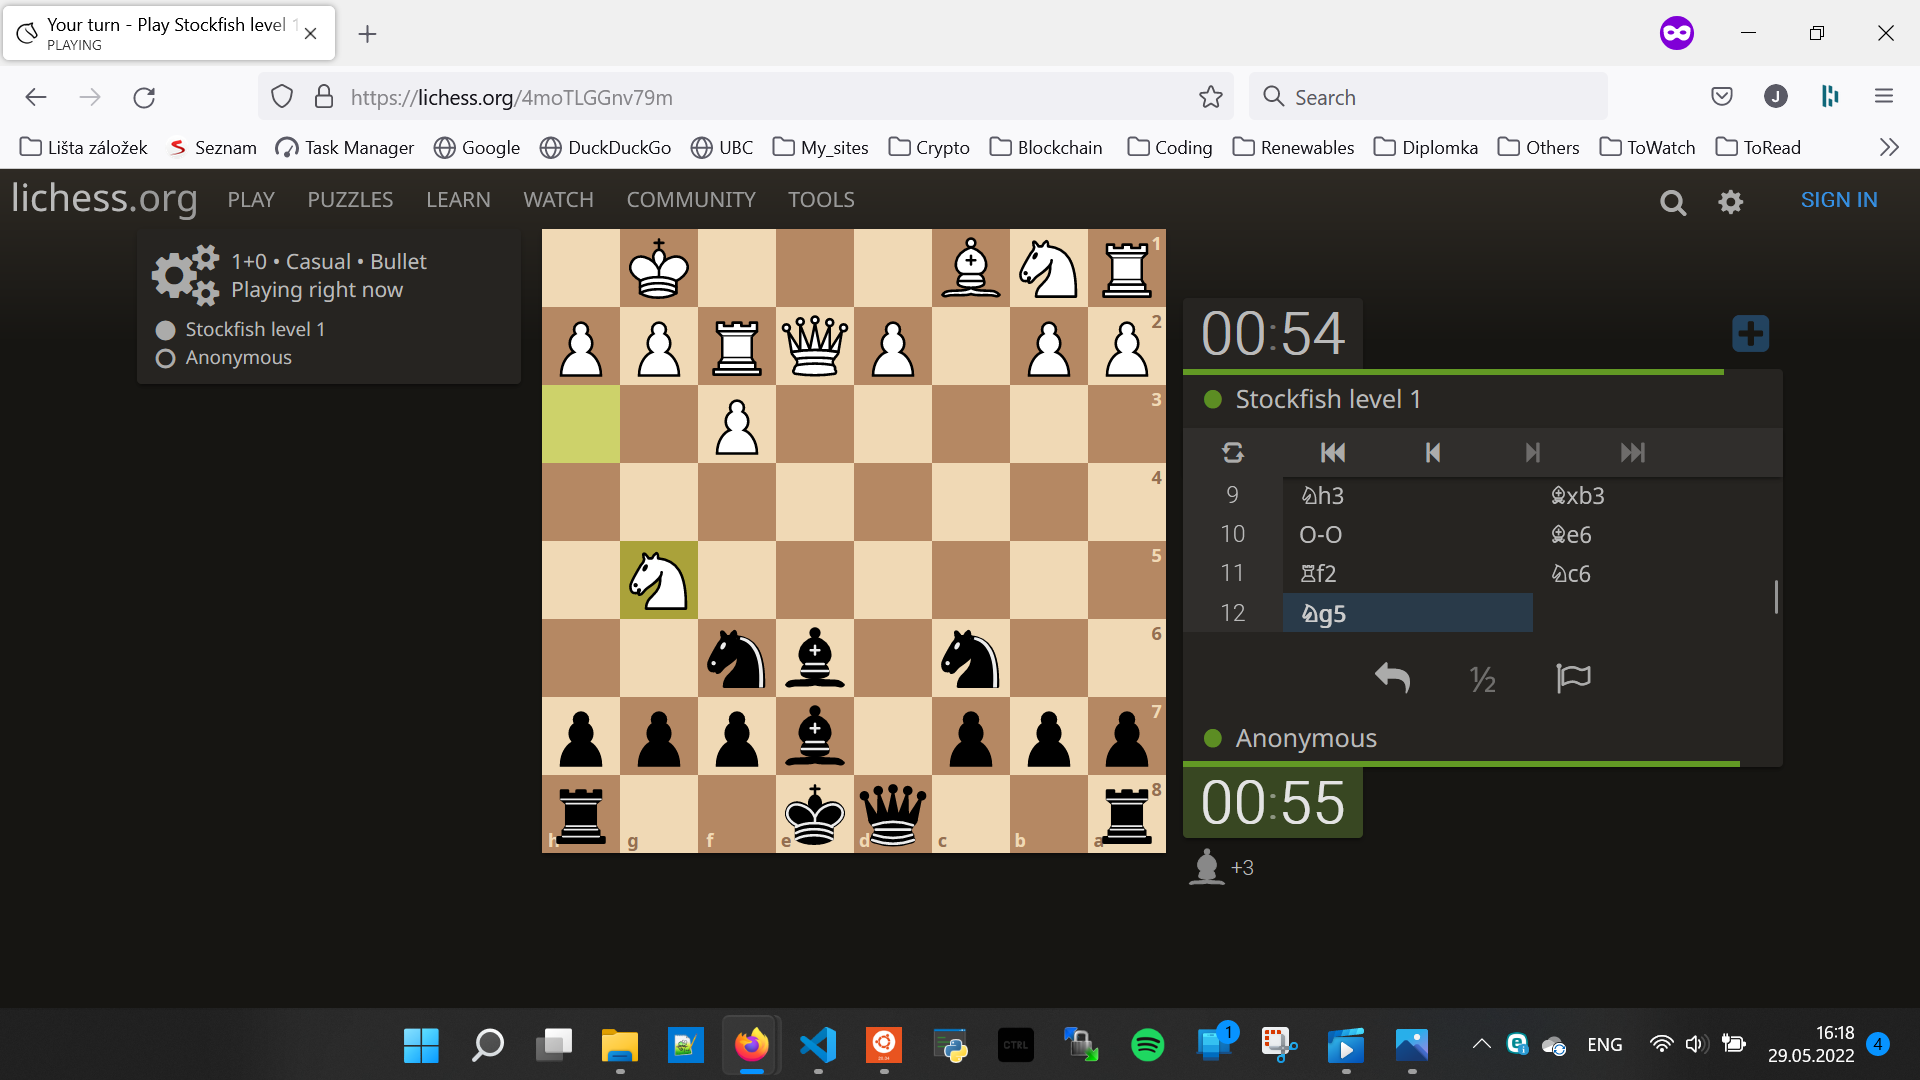 Your turn - Play Stockfish level 1
PLAYING
https://lichess.org/4moTLGGnv79m
Search
J
Lišta záložek
Seznam
Task Manager
Google
DuckDuckGo
UBC
My_sites
Crypto
Blockchain
Coding
Renewables
Diplomka
Others
ToWatch
ToRead
lichess.org
PLAY
PUZZLES
LEARN
WATCH
COMMUNITY
TOOLS
SIGN IN
1+0 • Casual • Bullet
Playing right now
Stockfish level 1
Anonymous
1
2
3
4
5
6
7
8
h
g
f
e
d
c
b
a
00:54
Stockfish level 1
9 ♘h3 ♗xb3
10 O-O ♗e6
11 ♖f2 ♘c6
12 ♘g5
½
Anonymous
00:55
+3
CTRL
1
ENG
16:18
29.05.2022
4